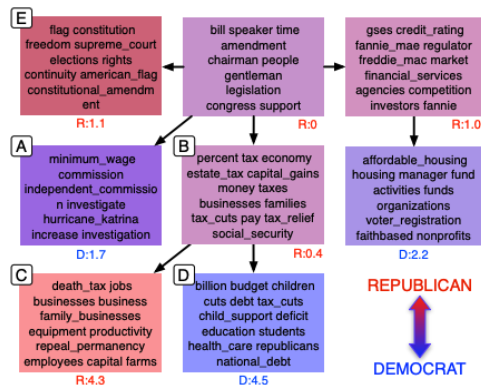 E
flag constitution
freedom supreme_court
elections rights
continuity american_flag
constitutional_amendm
ent
R:1.1
bill speaker time
amendment
chairman people
gentleman
legislation
congress support
R:0
gses credit_rating
fannie_mae regulator
freddie_mac market
financial_services
agencies competition
investors fannie
R:1.0
A
minimum_wage
commission
independent_commissio
n investigate
hurricane_katrina
increase investigation
D:1.7
B
percent tax economy
estate_tax capital_gains
money taxes
businesses families
tax_cuts pay tax_relief
social_security
R:0.4
affordable_housing
housing manager fund
activities funds
organizations
voter_registration
faithbased nonprofits
D:2.2
C
death_tax jobs
businesses business
family_businesses
equipment productivity
repeal_permanency
employees capital farms
R:4.3
D
billion budget children
cuts debt tax_cuts
child_support deficit
education students
health_care republicans
national_debt
D:4.5
REPUBLICAN
DEMOCRAT